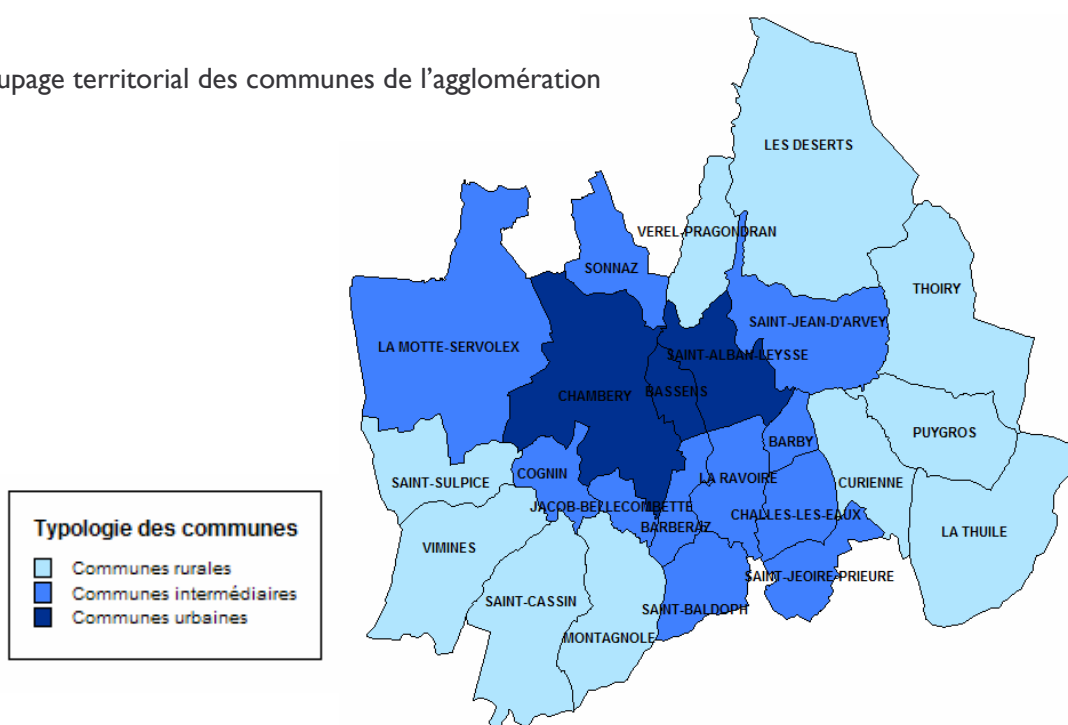 upage territorial des communes de l’agglomération
LES DESERTS
VEREL-PRAGONDRAN
SONNAZ
THOIRY
SAINT-JEAN-D'ARVEY
LA MOTTE-SERVOLEX
SAINT-ALBAN-LEYSSE
BASSENS
CHAMBERY
PUYGROS
BARBY
COGNIN
LA RAVOIRE
SAINT-SULPICE
CURIENNE
JACOB-BELLECOMBETTE
CHALLES-LES-EAUX
BARBERAZ
LA THUILE
VIMINES
SAINT-JEOIRE-PRIEURE
SAINT-CASSIN
SAINT-BALDOPH
MONTAGNOLE
Typologie des communes
Communes rurales
Communes intermédiaires
Communes urbaines